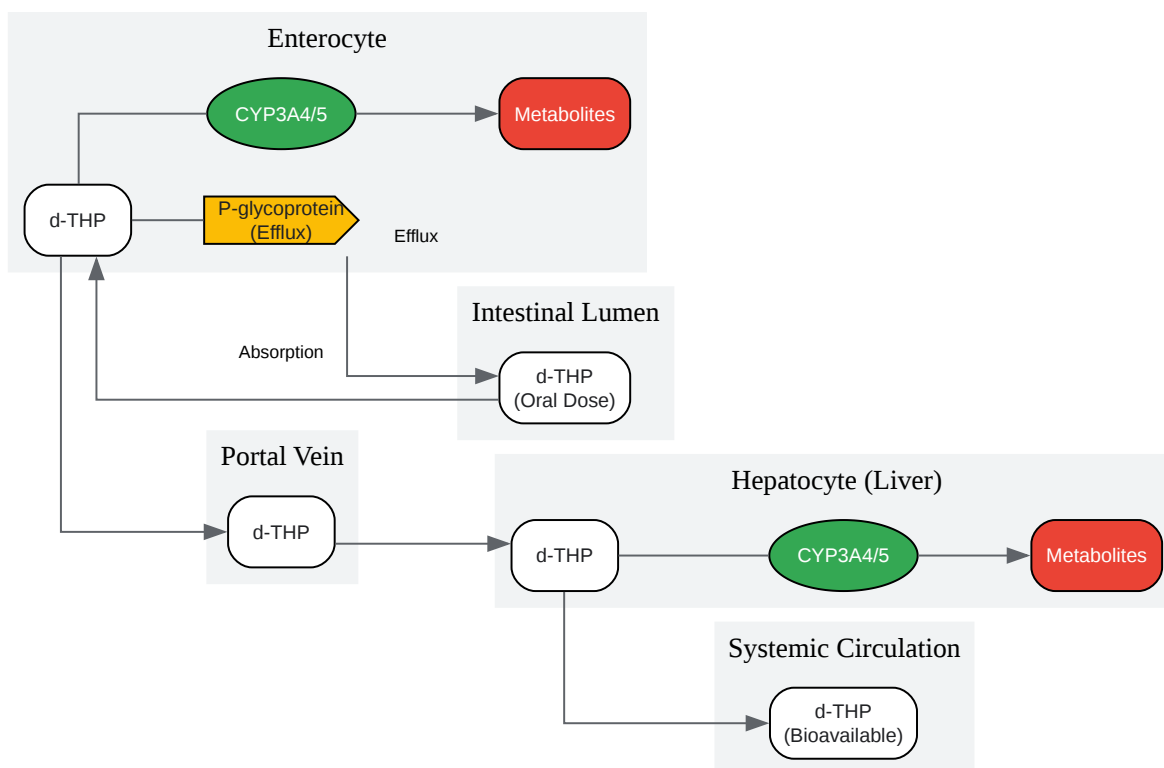 Enterocyte
CYP3A4/5
Metabolites
d-THP
P-glycoprotein
(Efflux)
Efflux
Intestinal Lumen
Absorption
d-THP
(Oral Dose)
Portal Vein
d-THP
Hepatocyte (Liver)
d-THP
CYP3A4/5
Metabolites
Systemic Circulation
d-THP
(Bioavailable)